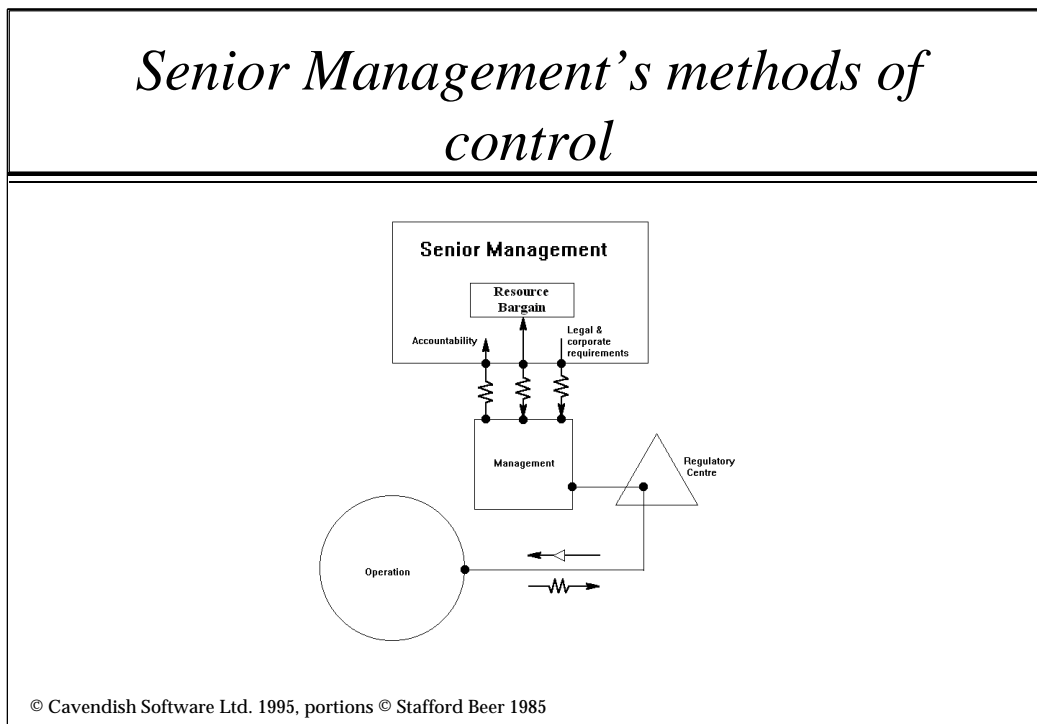 Senior Management’s methods of
control
Senior Management
Resource
Bargain
Accountability
Legal &
corporate
requirements
Management
Regulatory
Centre
Operation
© Cavendish Software Ltd. 1995, portions © Stafford Beer 1985